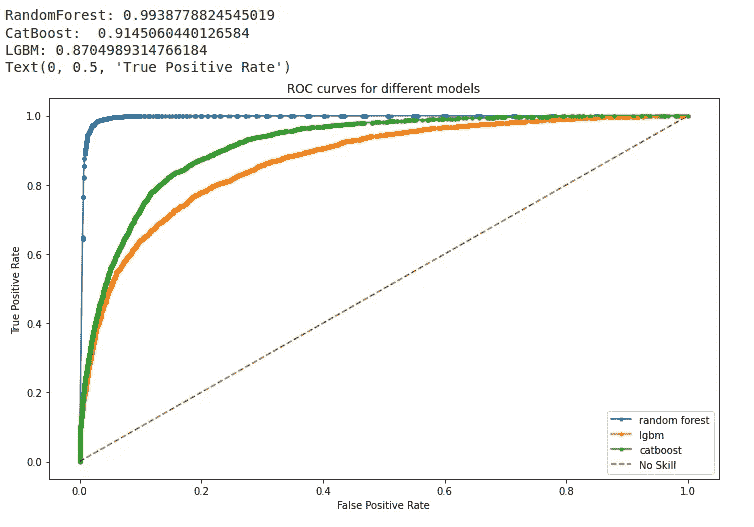 RandomForest: 0.9938778824545019
CatBoost:  0.9145060440126584
LGBM: 0.8704989314766184
Text(0, 0.5, 'True Positive Rate')
ROC curves for different models
1.0
0.8
0.6
0.4
0.2
0.0
True Positive Rate
0.0 0.2 0.4 0.6 0.8 1.0
False Positive Rate
random forest
lgbm
catboost
No Skill